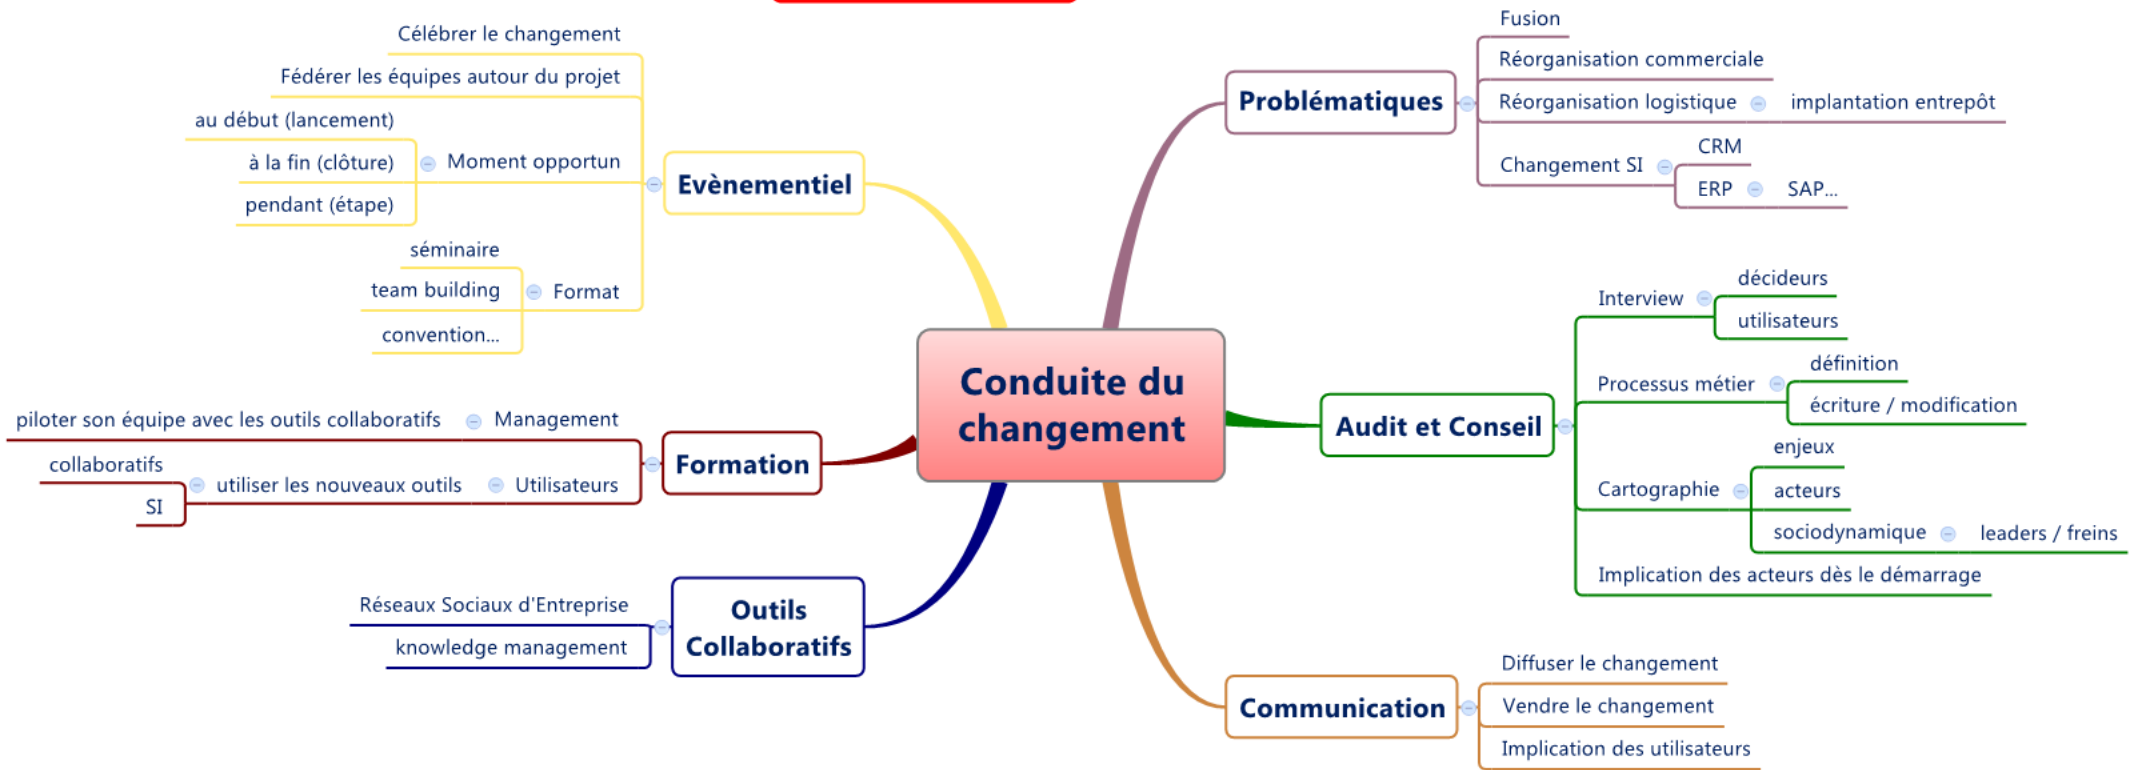 Conduite du
changement
Problématiques
Fusion
Réorganisation commerciale
Réorganisation logistique
implantation entrepôt
Changement SI
CRM
ERP
SAP...
Audit et Conseil
Interview
décideurs
utilisateurs
Processus métier
définition
écriture / modification
Cartographie
enjeux
acteurs
sociodynamique
leaders / freins
Implication des acteurs dès le démarrage
Communication
Diffuser le changement
Vendre le changement
Implication des utilisateurs
Evènementiel
Célébrer le changement
Fédérer les équipes autour du projet
Moment opportun
au début (lancement)
à la fin (clôture)
pendant (étape)
Format
séminaire
team building
convention...
Formation
Management
piloter son équipe avec les outils collaboratifs
Utilisateurs
utiliser les nouveaux outils
collaboratifs
SI
Outils
Collaboratifs
Réseaux Sociaux d'Entreprise
knowledge management